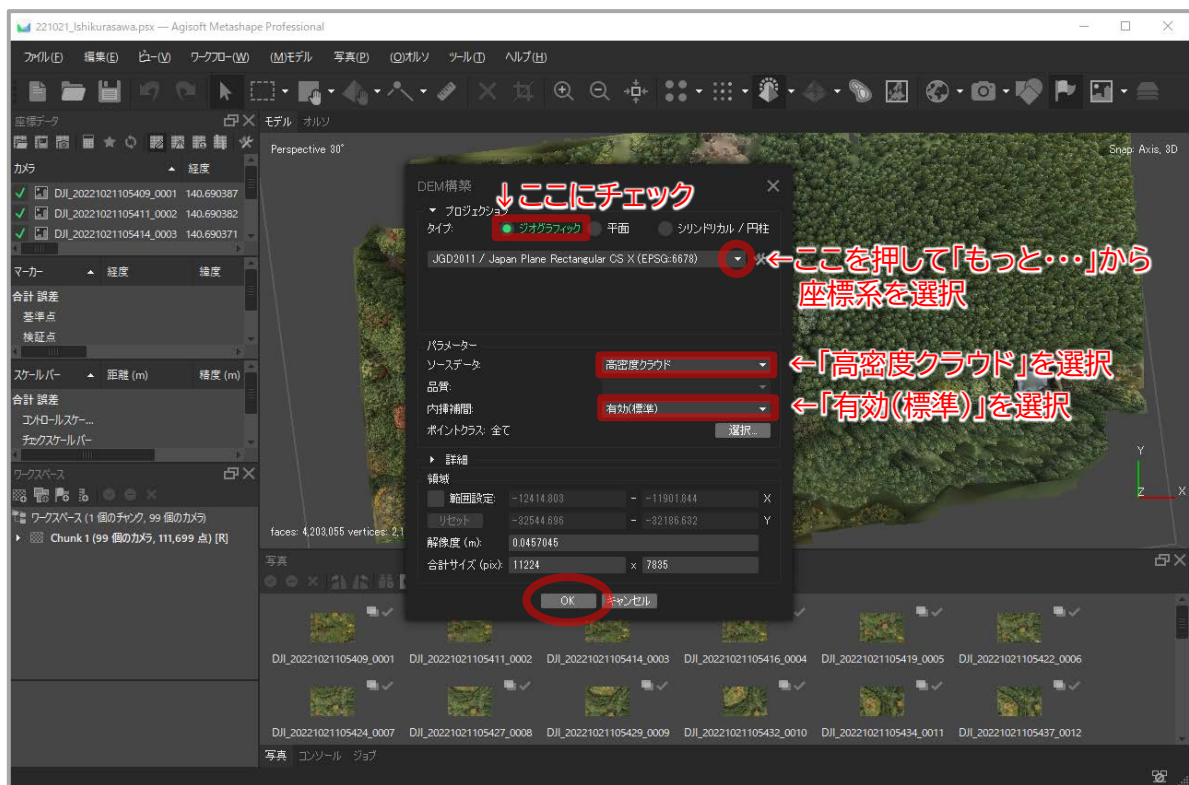 221021_Ishikurasawa.psx — Agisoft Metashape Professional
ファイル(F) 編集(E) ビュー(V) ワークフロー(W) (M)モデル 写真(P) (O)オルソ ツール(T) ヘルプ(H)
座標データ
モデル オルソ
Perspective 30°
Snap: Axis, 3D
カメラ 経度
DJI_20221021105409_0001 140.690387
DJI_20221021105411_0002 140.690382
DJI_20221021105414_0003 140.690371
マーカー 経度 緯度
合計 誤差
基準点
検証点
スケールバー 距離 (m) 精度 (m)
合計 誤差
コントロールスケー...
チェックスケールバー
ワークスペース
ワークスペース (1 個のチャンク, 99 個のカメラ)
Chunk 1 (99 個のカメラ, 111,699 点) [R]
DEM構築
↓ここにチェック
プロジェクション
タイプ: ジオグラフィック 平面 シリンドリカル / 円柱
JGD2011 / Japan Plane Rectangular CS X (EPSG::6678)
←ここを押して「もっと・・・」から
座標系を選択
パラメーター
ソースデータ: 高密度クラウド
←「高密度クラウド」を選択
品質:
内挿補間: 有効(標準)
←「有効(標準)」を選択
ポイントクラス: 全て 選択...
詳細
領域
範囲設定: -12414.803 - -11901.844 X
リセット -32544.696 - -32186.632 Y
解像度 (m): 0.0457045
合計サイズ (pix): 11224 x 7835
OK キャンセル
faces: 4,203,055 vertices: 2,1
Y
Z X
写真
DJI_20221021105409_0001 DJI_20221021105411_0002 DJI_20221021105414_0003 DJI_20221021105416_0004 DJI_20221021105419_0005 DJI_20221021105422_0006
DJI_20221021105424_0007 DJI_20221021105427_0008 DJI_20221021105429_0009 DJI_20221021105432_0010 DJI_20221021105434_0011 DJI_20221021105437_0012
写真 コンソール ジョブ